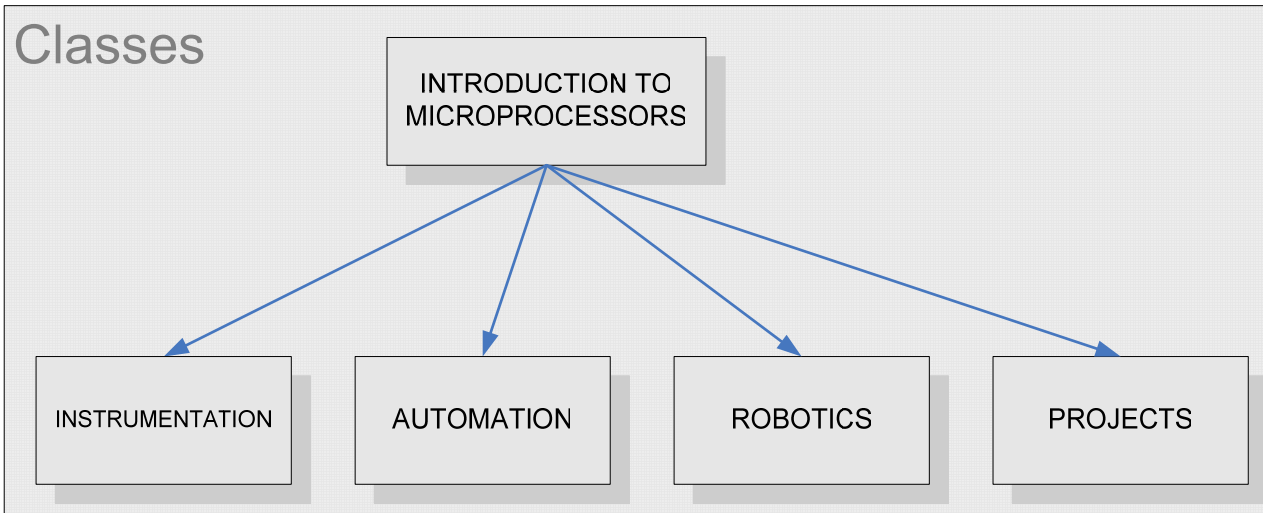 Classes
INTRODUCTION TO
MICROPROCESSORS
INSTRUMENTATION
AUTOMATION
ROBOTICS
PROJECTS